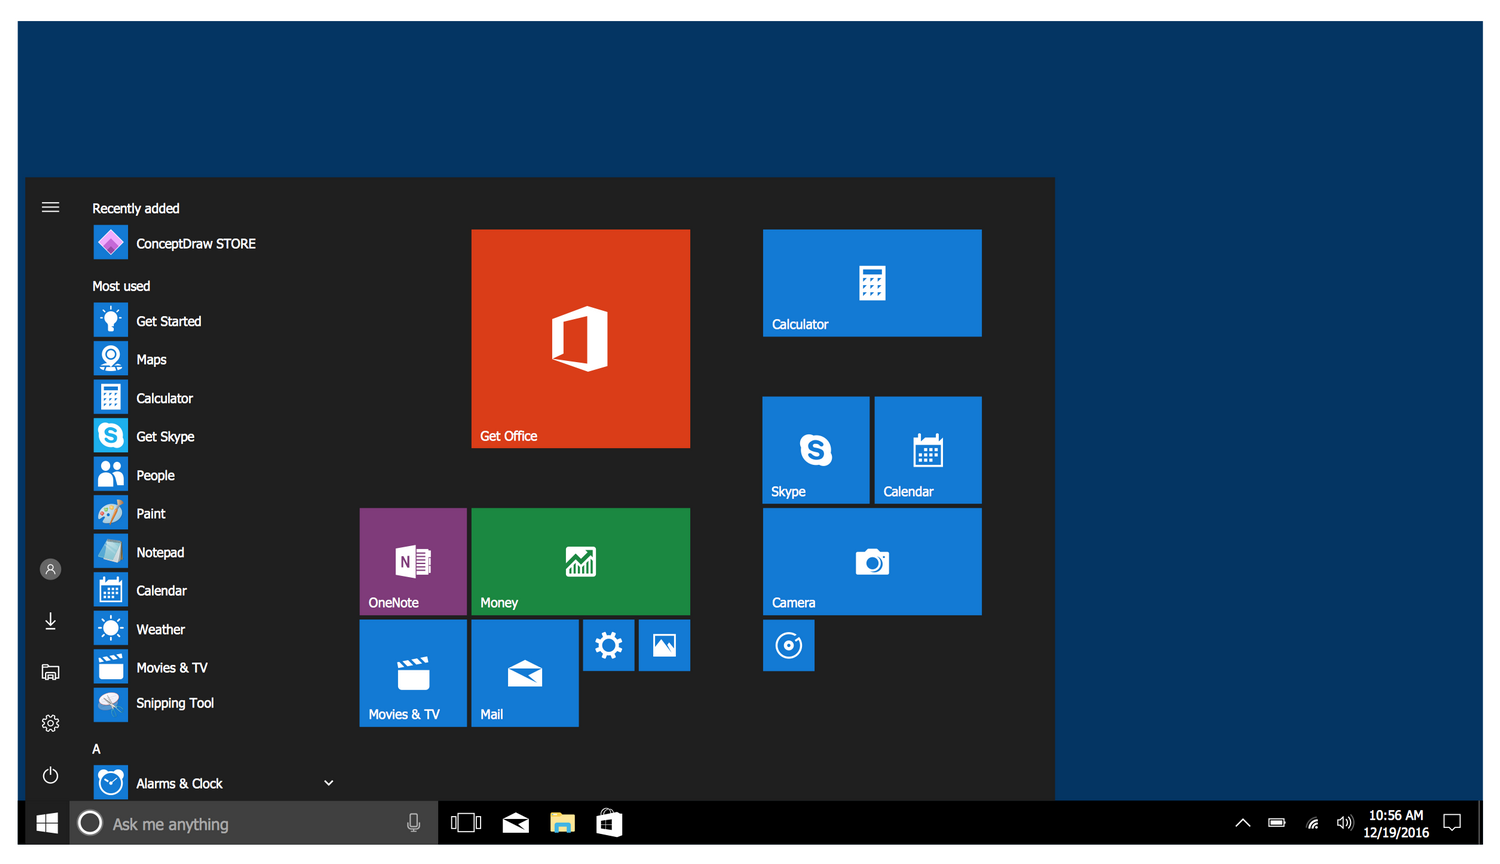 Recently added
ConceptDraw STORE
Most used
Get Started
Maps
Calculator
Get Skype
People
Paint
Notepad
Calendar
Weather
Movies & TV
Snipping Tool
A
Alarms & Clock
Get Office
Calculator
Skype
Calendar
N
OneNote
Money
Camera
Movies & TV
Mail
Ask me anything
10:56 AM
12/19/2016